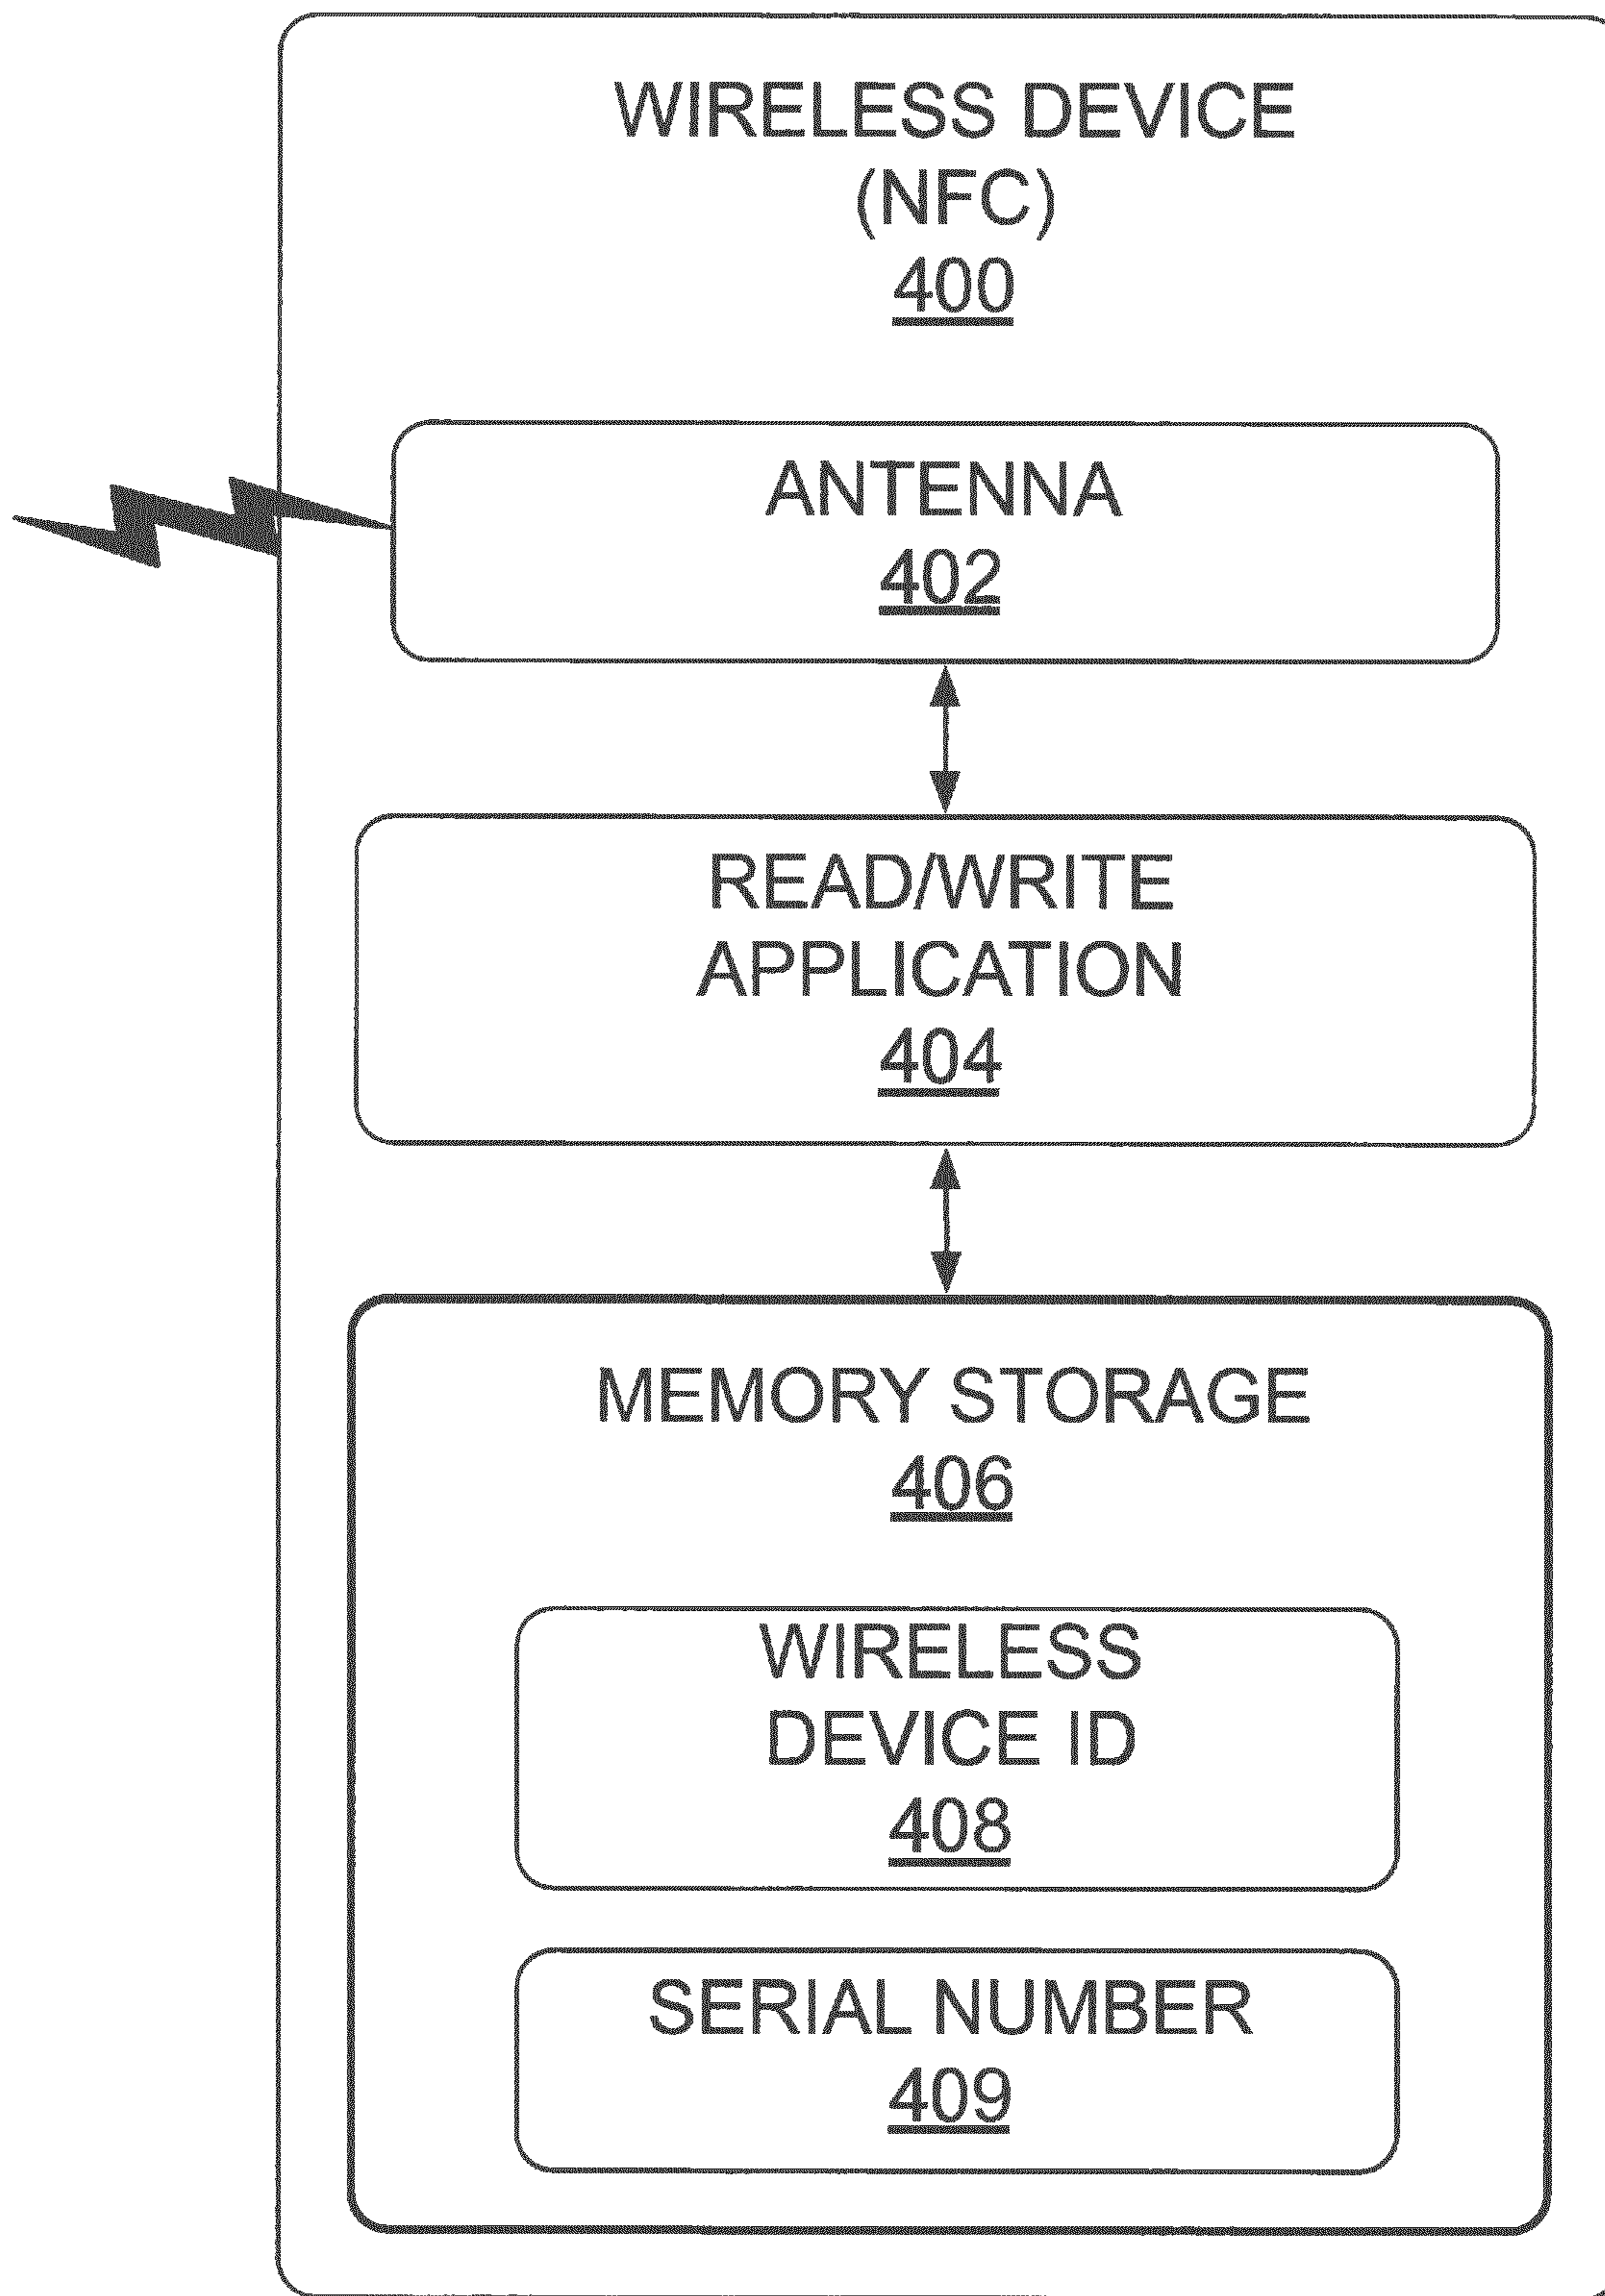 WIRELESS DEVICE
(NFC)
400
ANTENNA
402
READ/WRITE
APPLICATION
404
MEMORY STORAGE
406
WIRELESS
DEVICE ID
408
SERIAL NUMBER
409